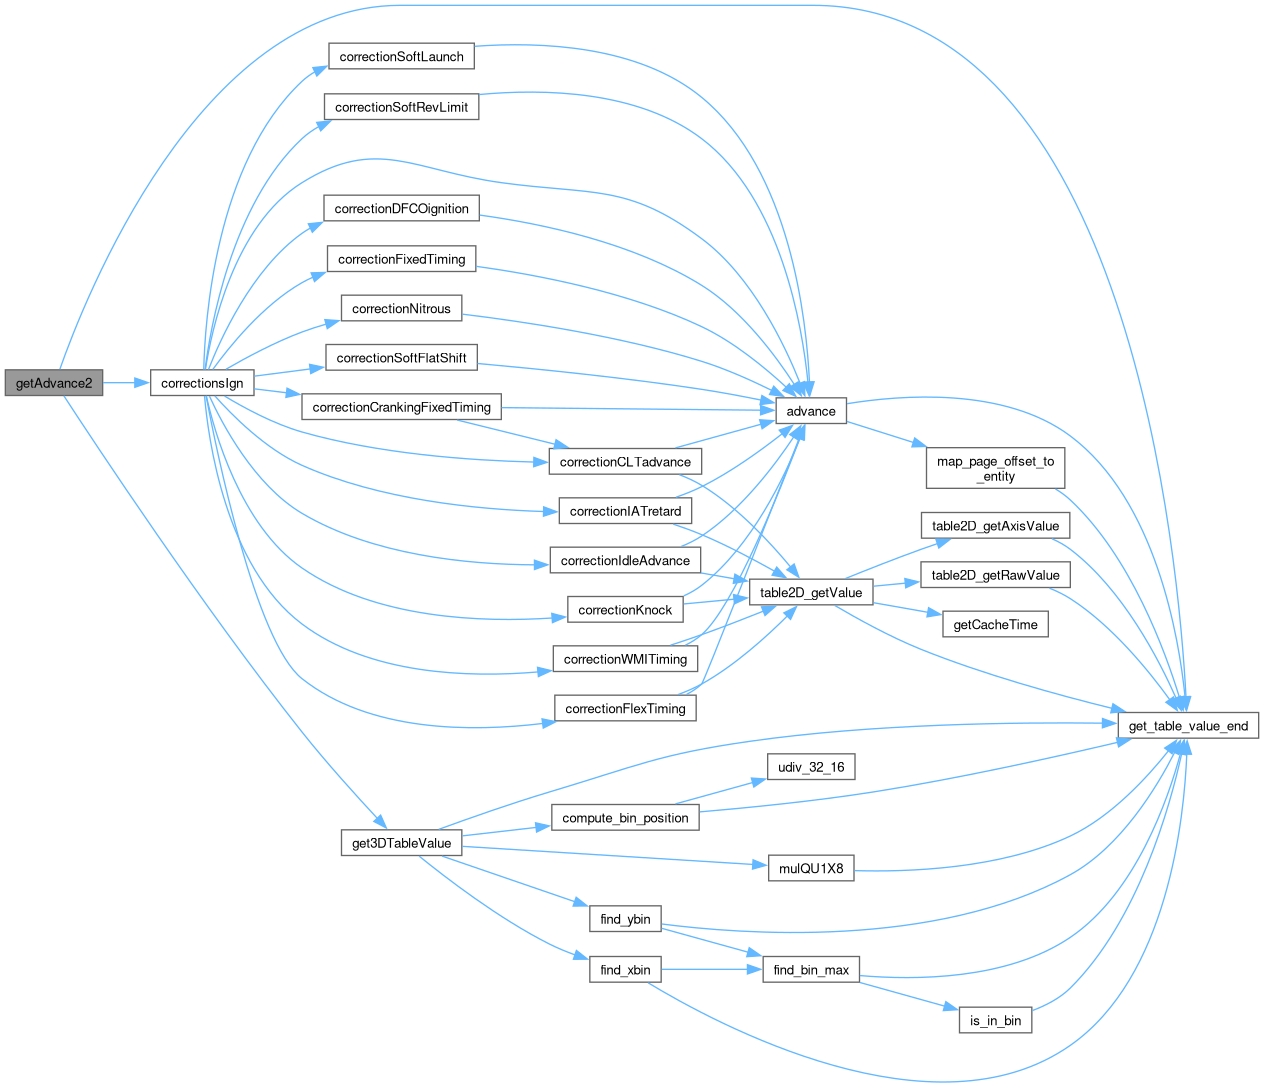 correctionSoftLaunch
correctionSoftRevLimit
correctionDFCOignition
correctionFixedTiming
correctionNitrous
correctionSoftFlatShift
getAdvance2
correctionsIgn
correctionCrankingFixedTiming
advance
correctionCLTadvance
map_page_offset_to
_entity
correctionIATretard
table2D_getAxisValue
correctionIdleAdvance
table2D_getRawValue
table2D_getValue
correctionKnock
getCacheTime
correctionWMITiming
correctionFlexTiming
get_table_value_end
udiv_32_16
compute_bin_position
get3DTableValue
mulQU1X8
find_ybin
find_xbin
find_bin_max
is_in_bin